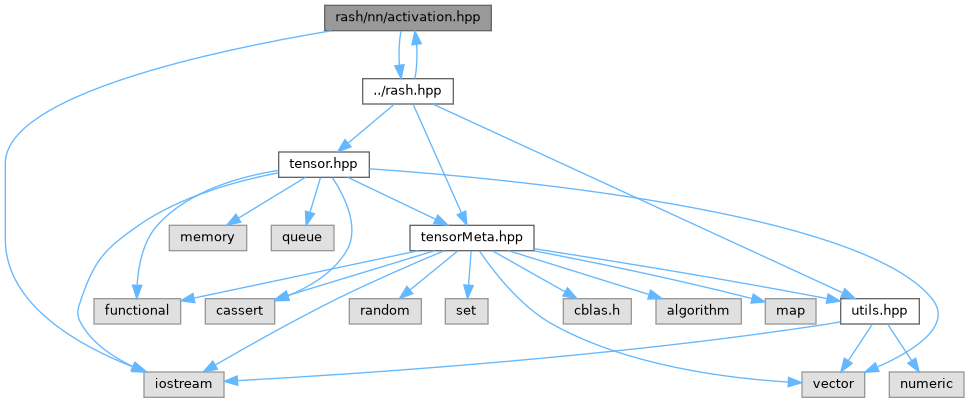 rash/nn/activation.hpp
../rash.hpp
tensor.hpp
memory
queue
tensorMeta.hpp
functional
cassert
random
set
cblas.h
algorithm
map
utils.hpp
iostream
vector
numeric